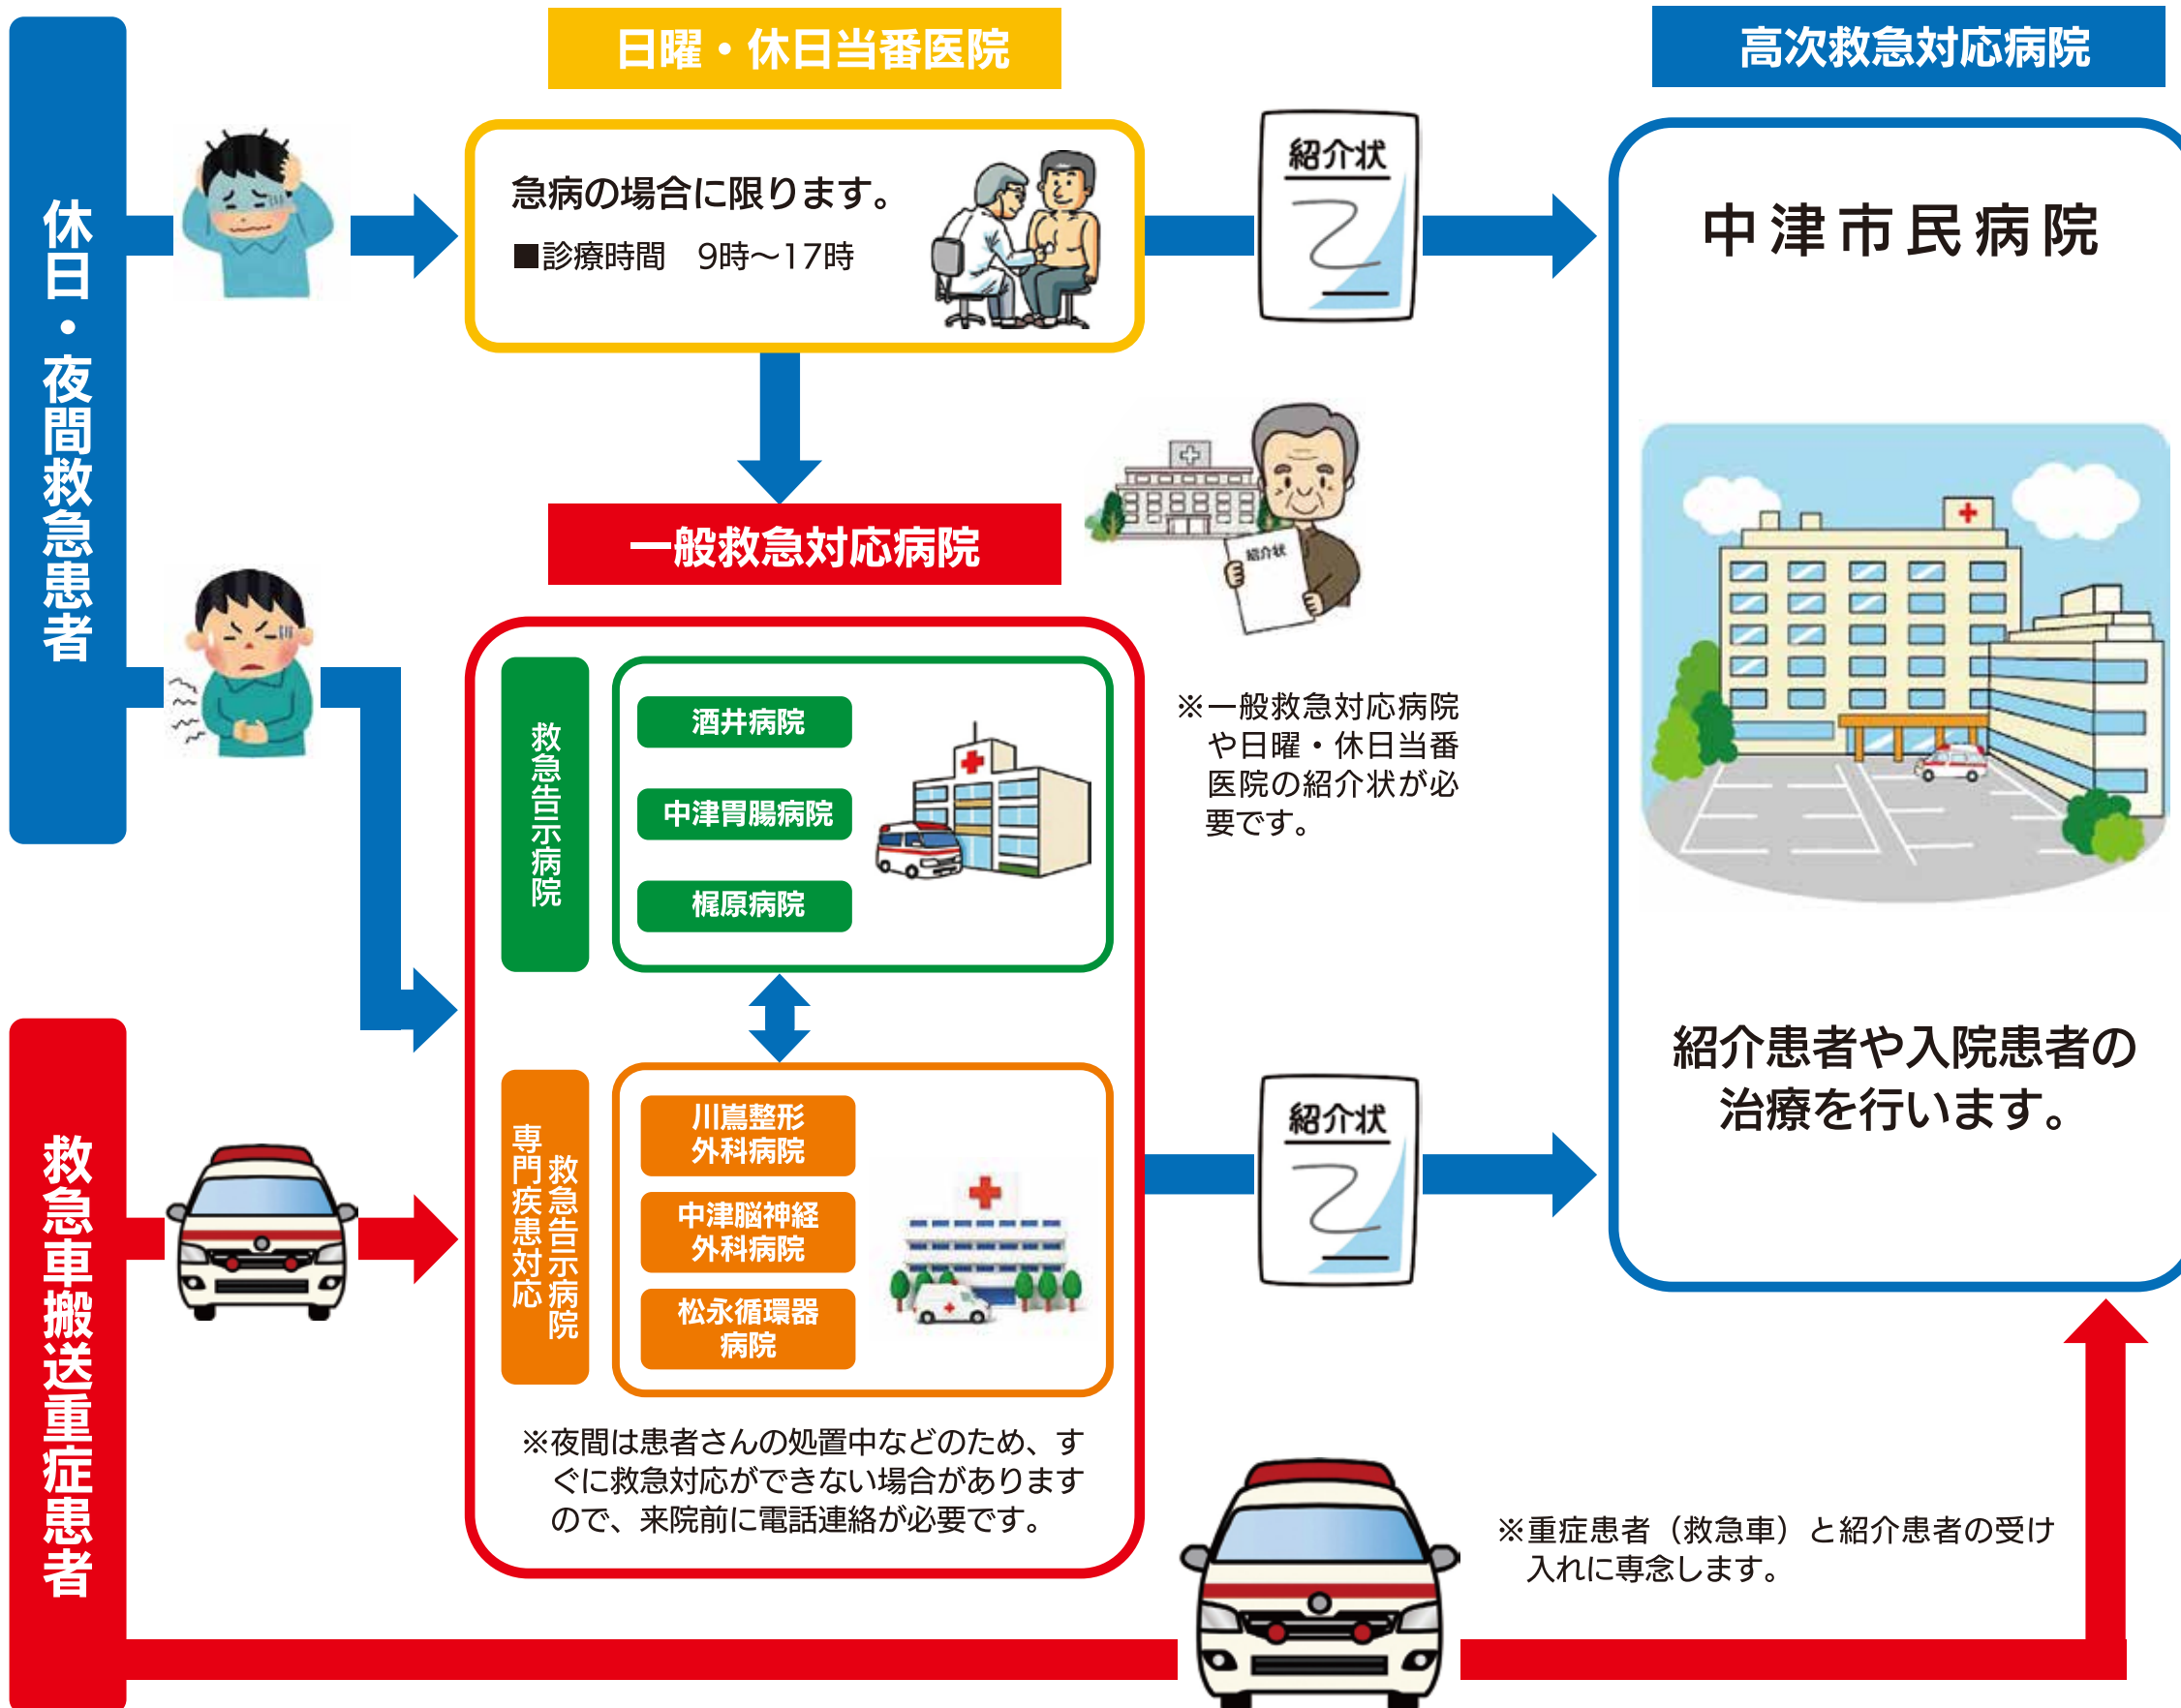 日曜・休日当番医院
高次救急対応病院
休日・夜間救急患者
急病の場合に限ります。
■診療時間　9時〜17時
紹介状
中津市民病院
一般救急対応病院
紹介状
※一般救急対応病院
や日曜・休日当番
医院の紹介状が必
要です。
救急告示病院
酒井病院
中津胃腸病院
梶原病院
紹介患者や入院患者の
治療を行います。
救急車搬送重症患者
救急告示病院
専門疾患対応
川嶌整形
外科病院
中津脳神経
外科病院
松永循環器
病院
紹介状
※夜間は患者さんの処置中などのため、す
ぐに救急対応ができない場合があります
ので、来院前に電話連絡が必要です。
※重症患者（救急車）と紹介患者の受け
入れに専念します。